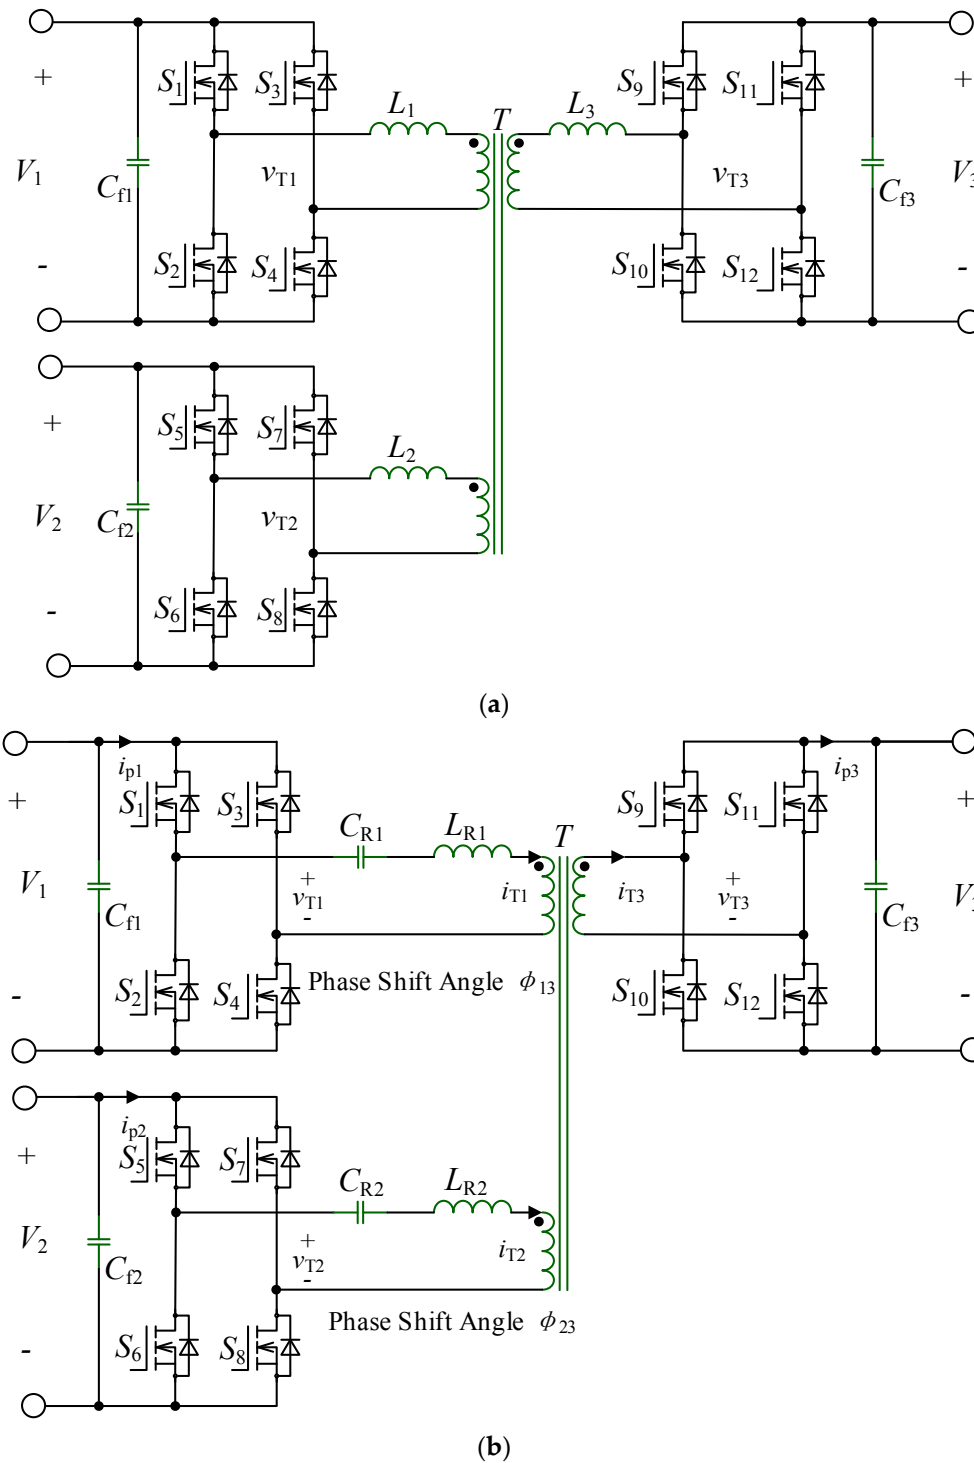 S1 S3 S9 S11
L1 T L3
+ +
V1 Cf1 vT1 vT3 Cf3 V3
S2 S4 S10 S12
- -
S5 S7
+ L2
V2 Cf2 vT2
S6 S8
-
(a)
ip1 ip3
+ S1 S3 S9 S11 +
CR1 LR1 T
V1 Cf1 + vT1 - iT1 iT3 + vT3 - Cf3 V3
S2 S4 Phase Shift Angle ϕ13 S10 S12
- -
ip2
+ S5 S7
CR2 LR2
V2 Cf2 + vT2 - iT2
Phase Shift Angle ϕ23
- S6 S8
(b)